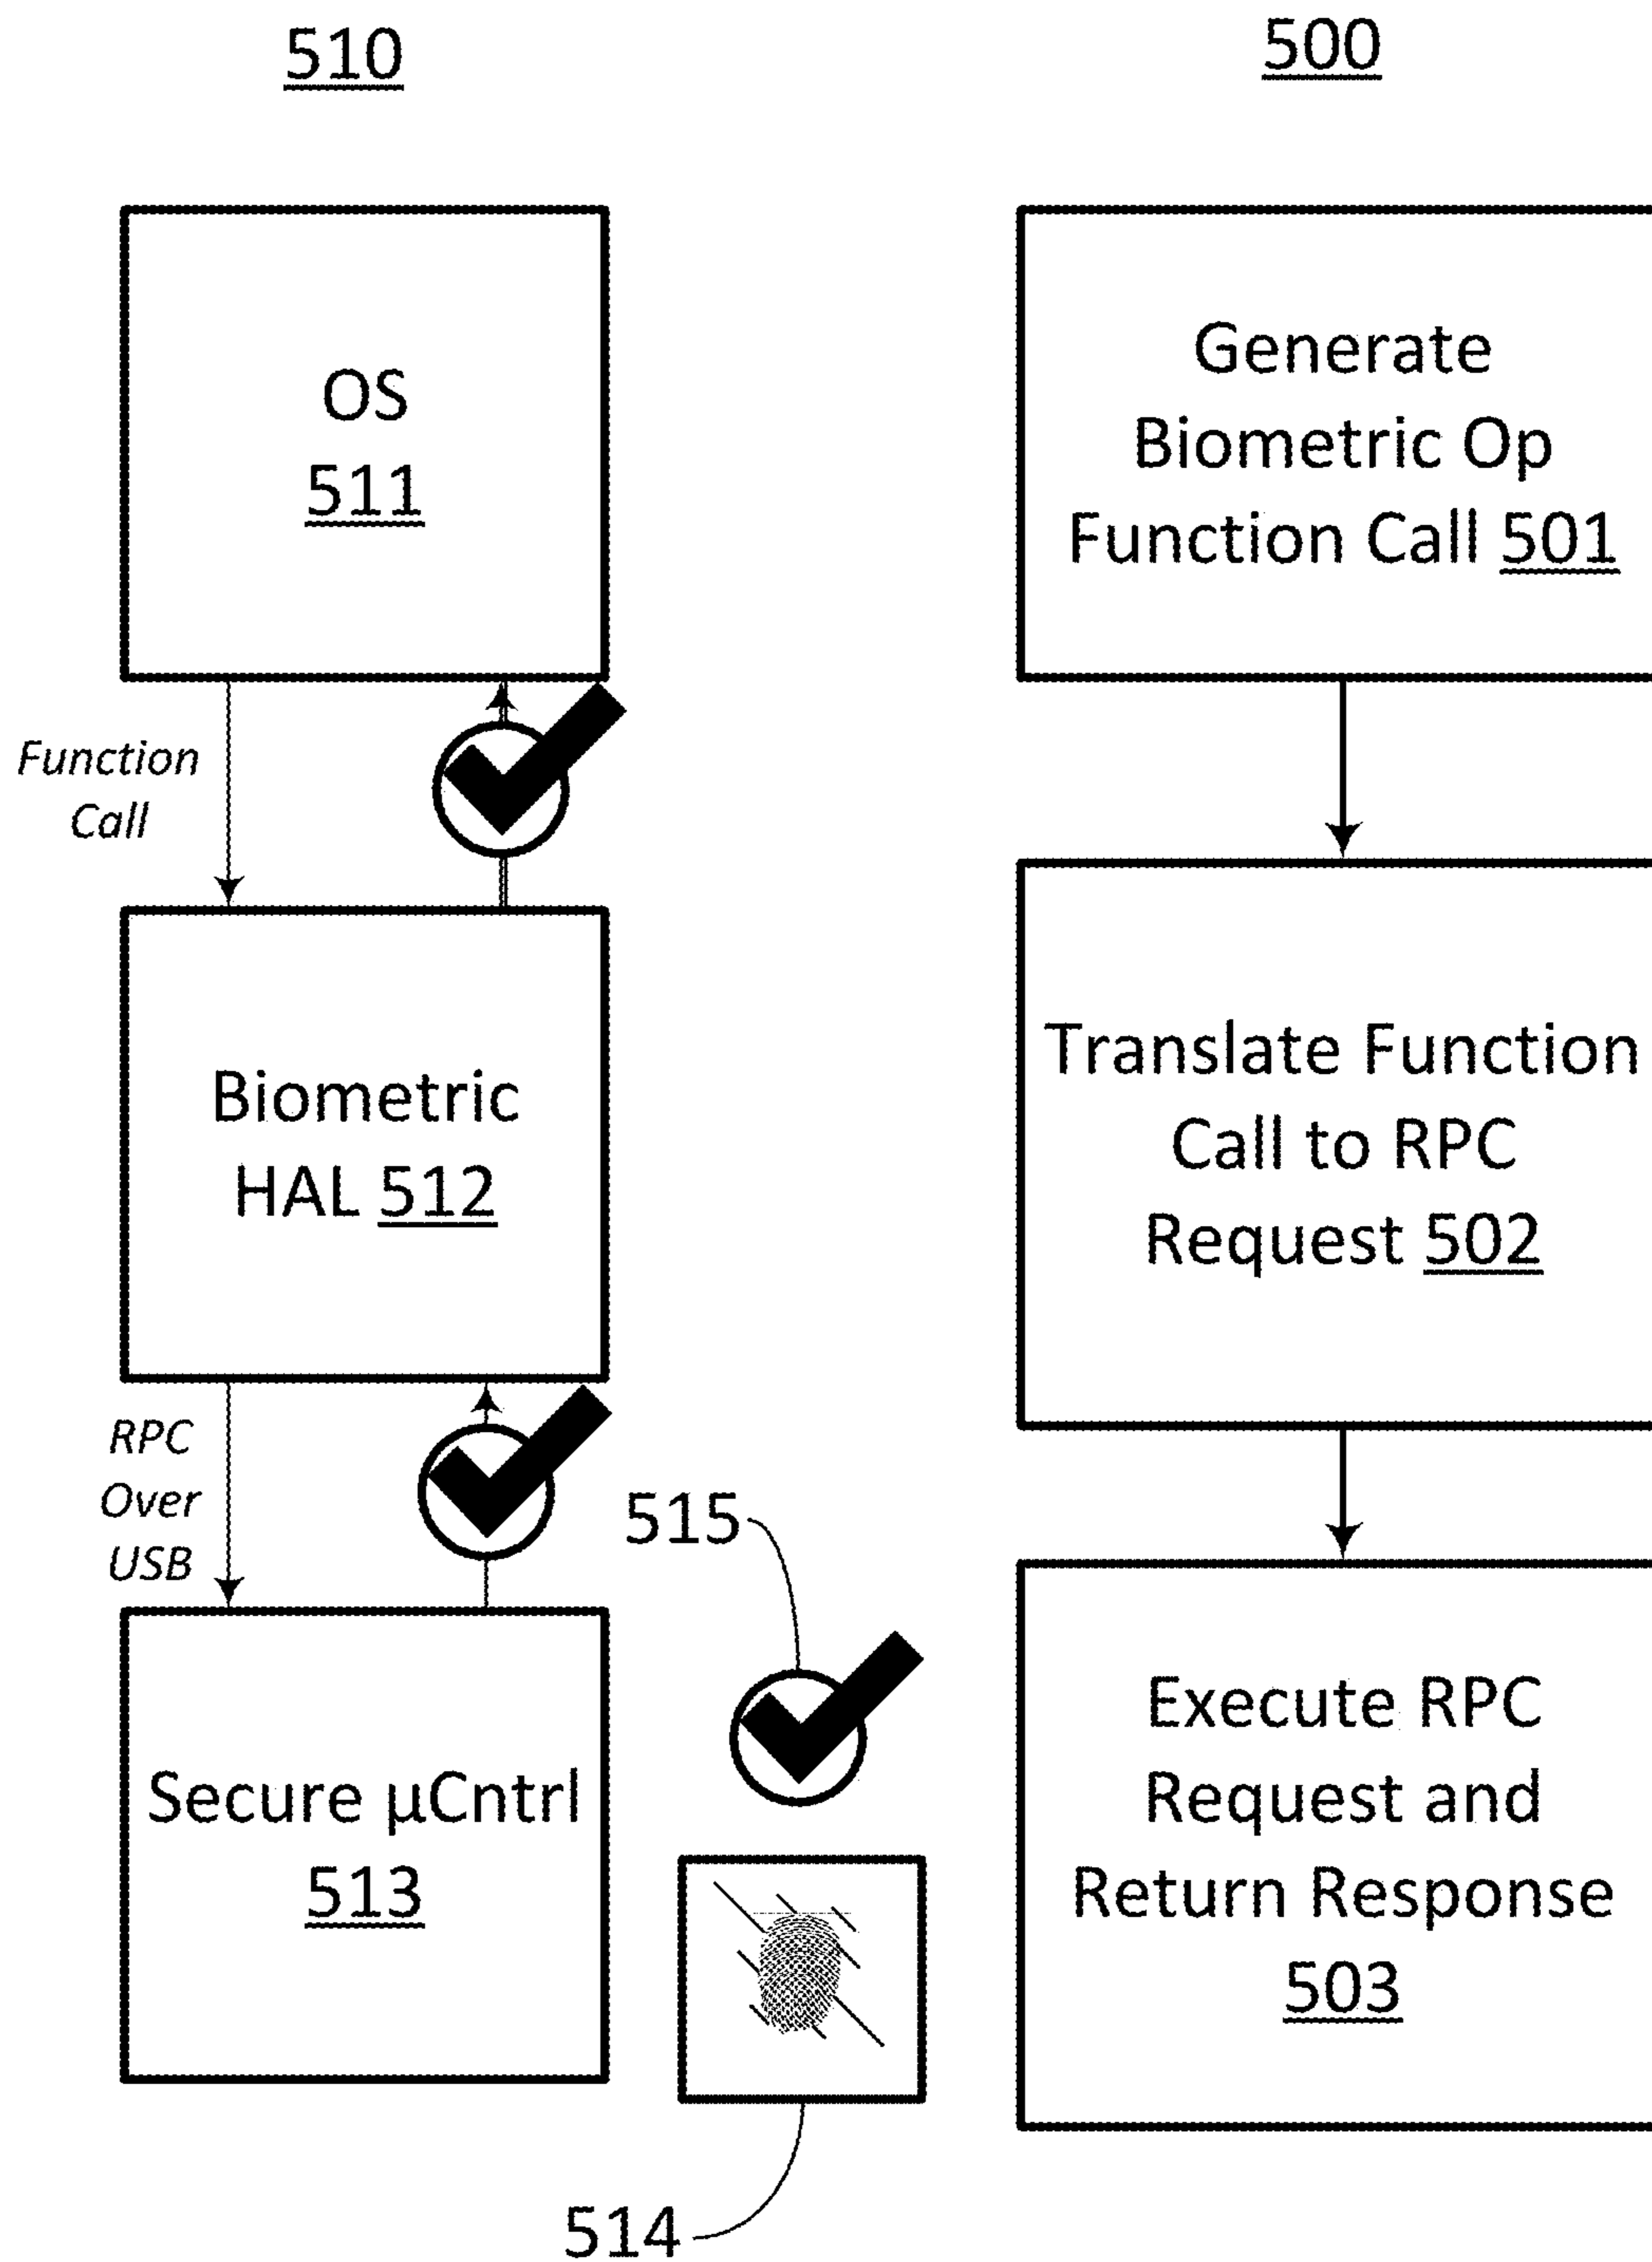 510
500
OS
511
Generate
Biometric Op
Function Call 501
Function
Call
Biometric
HAL 512
Translate Function
Call to RPC
Request 502
RPC
Over
USB
515
Secure µCntrl
513
Execute RPC
Request and
Return Response
503
514